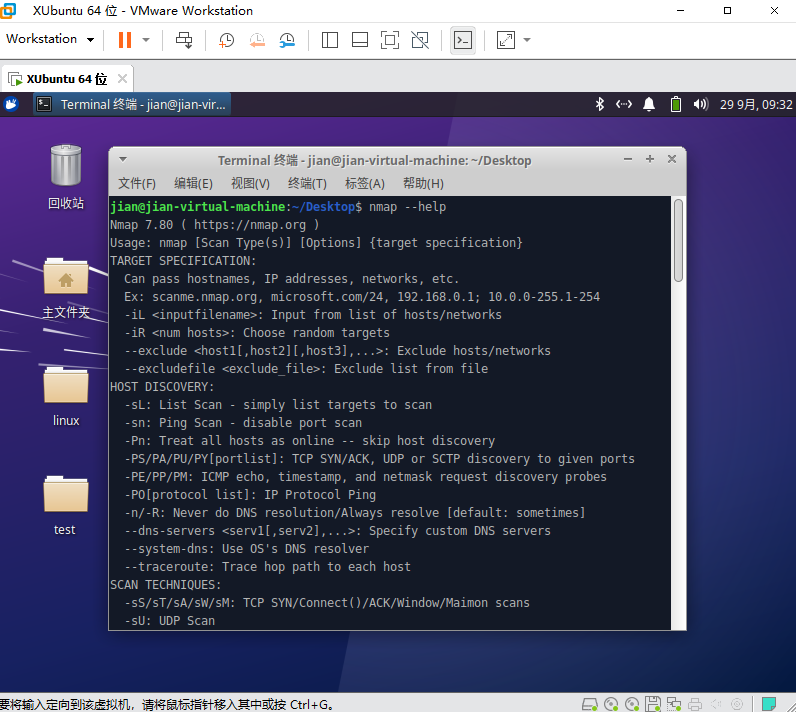 XUbuntu 64 位 - VMware Workstation
Workstation
XUbuntu 64 位
Terminal 终端 - jian@jian-vir...
29 9月, 09:32
回收站
主文件夹
linux
test
Terminal 终端 - jian@jian-virtual-machine: ~/Desktop
文件(F) 编辑(E) 视图(V) 终端(T) 标签(A) 帮助(H)
jian@jian-virtual-machine:~/Desktop$ nmap --help
Nmap 7.80 ( https://nmap.org )
Usage: nmap [Scan Type(s)] [Options] {target specification}
TARGET SPECIFICATION:
  Can pass hostnames, IP addresses, networks, etc.
  Ex: scanme.nmap.org, microsoft.com/24, 192.168.0.1; 10.0.0-255.1-254
  -iL <inputfilename>: Input from list of hosts/networks
  -iR <num hosts>: Choose random targets
  --exclude <host1[,host2][,host3],...>: Exclude hosts/networks
  --excludefile <exclude_file>: Exclude list from file
HOST DISCOVERY:
  -sL: List Scan - simply list targets to scan
  -sn: Ping Scan - disable port scan
  -Pn: Treat all hosts as online -- skip host discovery
  -PS/PA/PU/PY[portlist]: TCP SYN/ACK, UDP or SCTP discovery to given ports
  -PE/PP/PM: ICMP echo, timestamp, and netmask request discovery probes
  -PO[protocol list]: IP Protocol Ping
  -n/-R: Never do DNS resolution/Always resolve [default: sometimes]
  --dns-servers <serv1[,serv2],...>: Specify custom DNS servers
  --system-dns: Use OS's DNS resolver
  --traceroute: Trace hop path to each host
SCAN TECHNIQUES:
  -sS/sT/sA/sW/sM: TCP SYN/Connect()/ACK/Window/Maimon scans
  -sU: UDP Scan
要将输入定向到该虚拟机，请将鼠标指针移入其中或按 Ctrl+G。